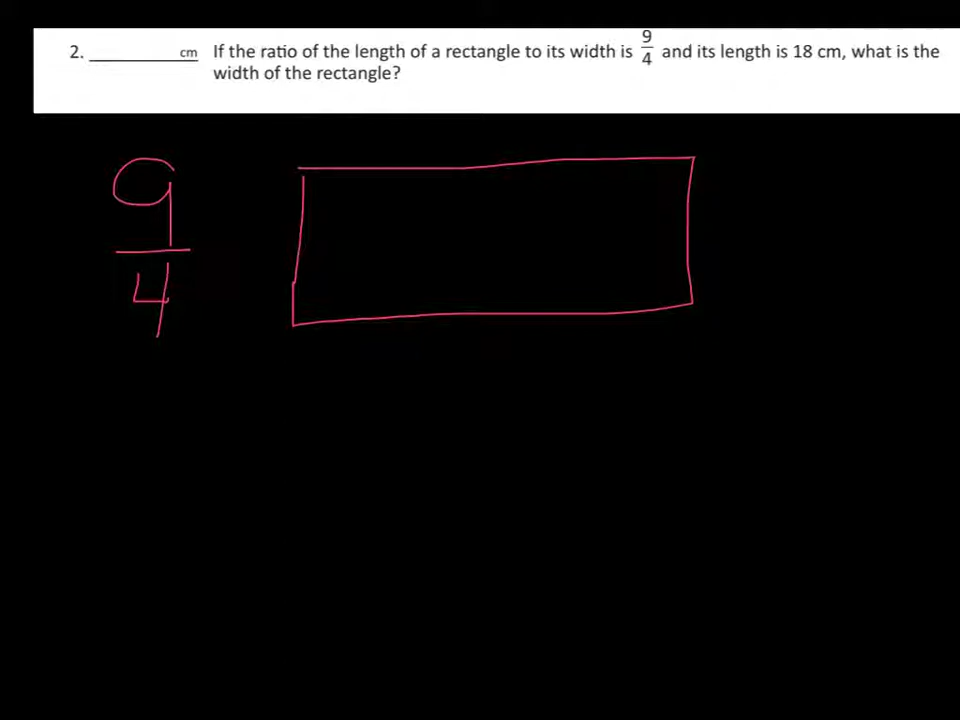 2. __________ cm If the ratio of the length of a rectangle to its width is 9/4 and its length is 18 cm, what is the
width of the rectangle?
9
4